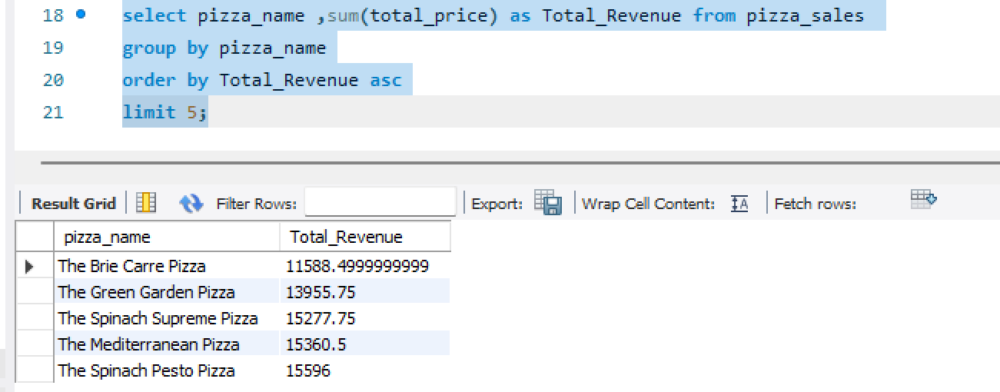 18 select pizza_name ,sum(total_price) as Total_Revenue from pizza_sales
19 group by pizza_name
20 order by Total_Revenue asc
21 limit 5;
Result Grid Filter Rows: Export: Wrap Cell Content: IA Fetch rows:
pizza_name Total_Revenue
The Brie Carre Pizza 11588.4999999999
The Green Garden Pizza 13955.75
The Spinach Supreme Pizza 15277.75
The Mediterranean Pizza 15360.5
The Spinach Pesto Pizza 15596